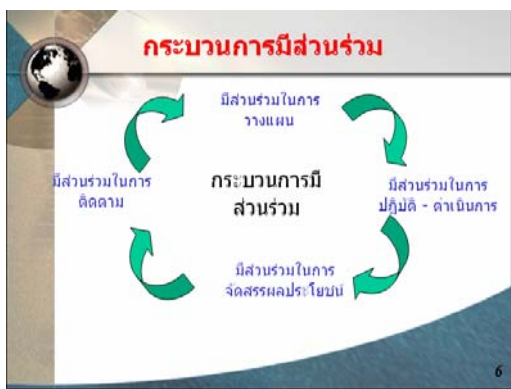 กระบวนการมีส่วนร่วม
มีส่วนร่วมในการ
วางแผน
มีส่วนร่วมในการ
ปฏิบัติ - ดำเนินการ
มีส่วนร่วมในการ
จัดสรรผลประโยชน์
มีส่วนร่วมในการ
ติดตาม
กระบวนการมี
ส่วนร่วม
6